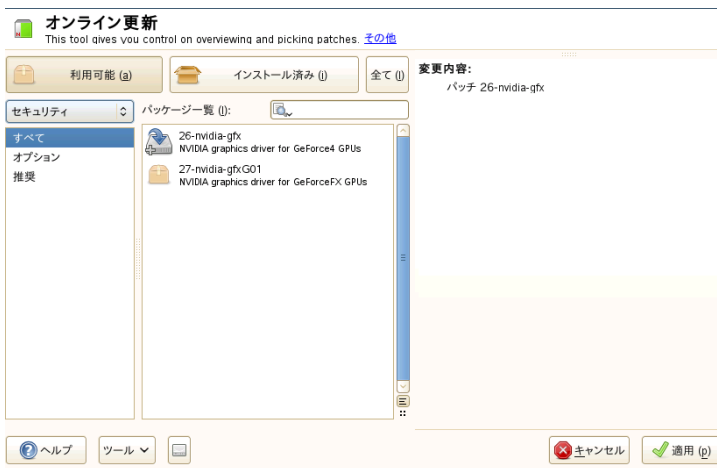 オンライン更新
This tool gives you control on overviewing and picking patches. その他
利用可能 (a)
インストール済み (i)
全て (l)
変更内容:
パッチ 26-nvidia-gfx
セキュリティ
パッケージ一覧 (l):
すべて
オプション
推奨
26-nvidia-gfx
NVIDIA graphics driver for GeForce4 GPUs
27-nvidia-gfxG01
NVIDIA graphics driver for GeForceFX GPUs
ヘルプ
ツール
キャンセル
適用 (p)